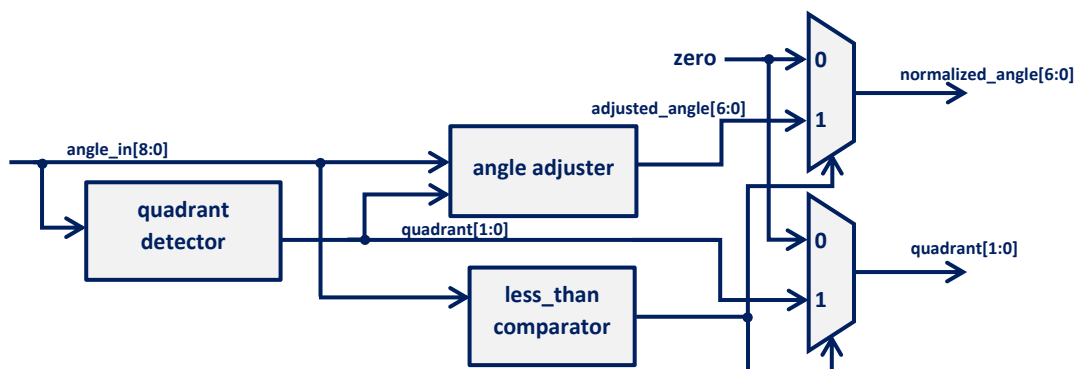 zero
0
normalized_angle[6:0]
adjusted_angle[6:0]
1
angle_in[8:0]
angle adjuster
quadrant
detector
quadrant[1:0]
0
quadrant[1:0]
less_than
comparator
1